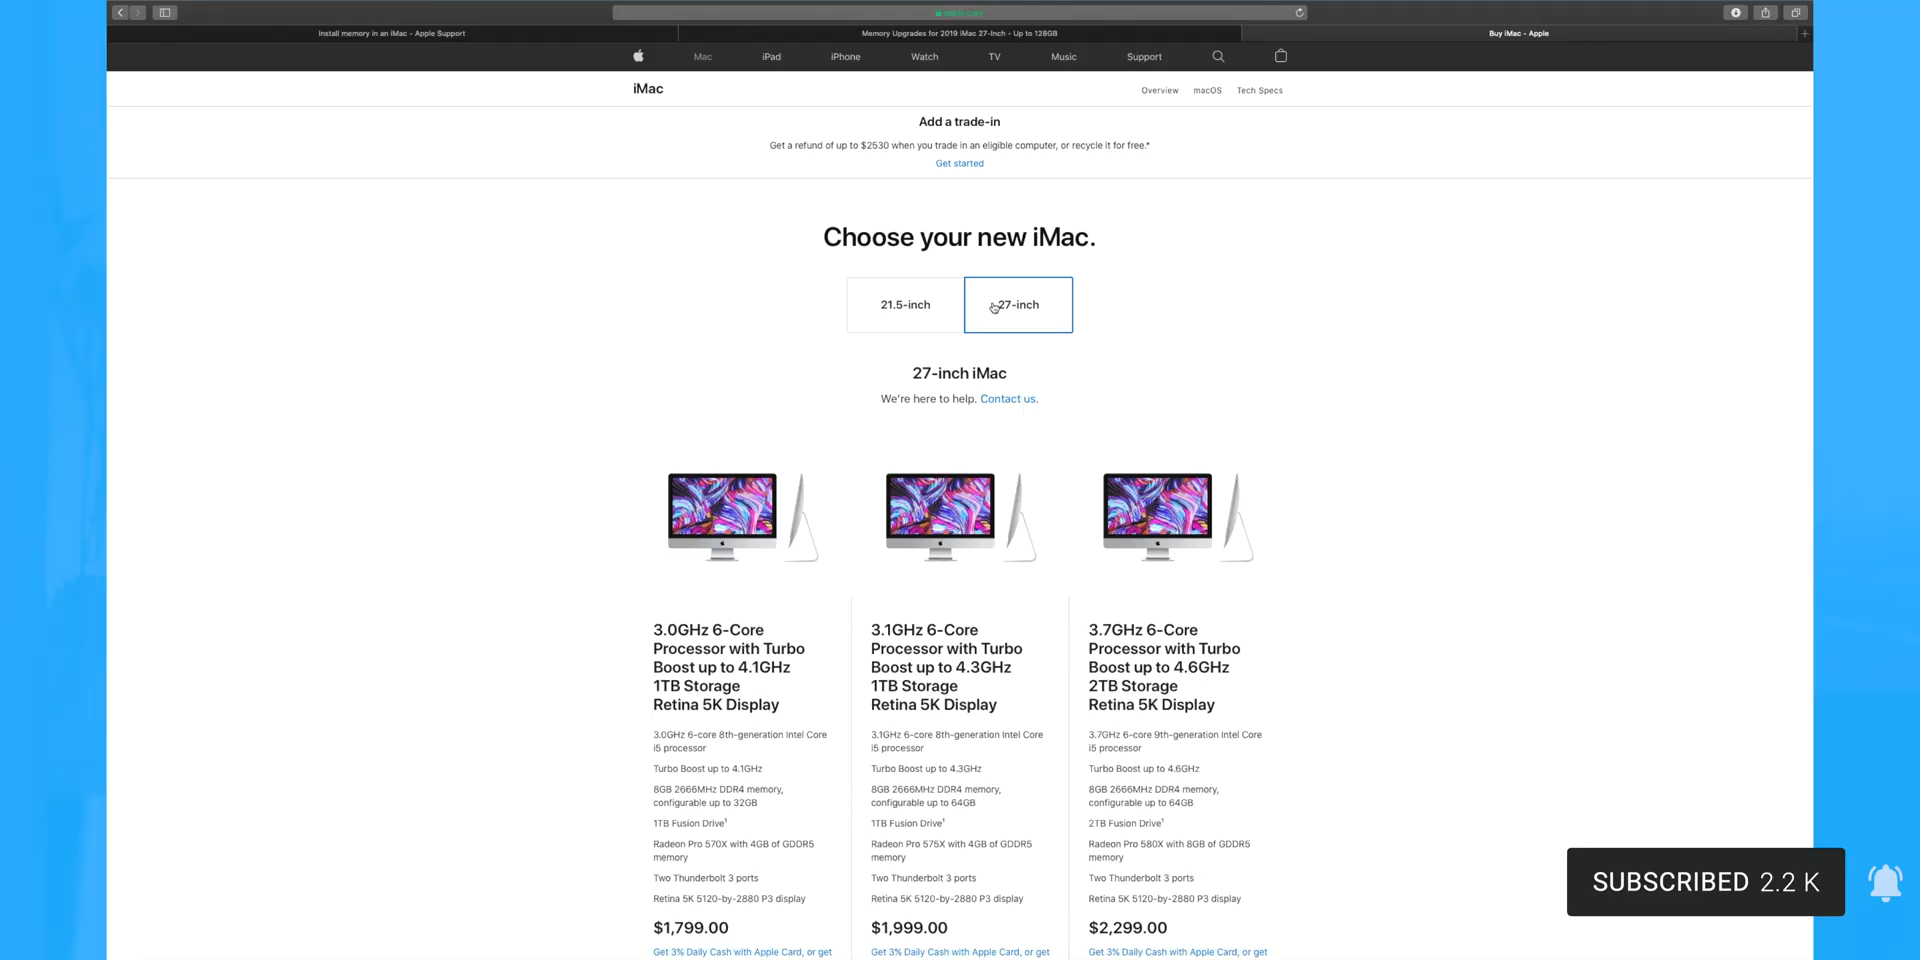 Install memory in an iMac - Apple Support
Memory Upgrades for 2019 iMac 27-Inch - Up to 128GB
Buy iMac - Apple
Mac
iPad
iPhone
Watch
TV
Music
Support
iMac
Overview
macOS
Tech Specs
Add a trade-in
Get a refund of up to $2530 when you trade in an eligible computer, or recycle it for free.*
Get started
Choose your new iMac.
21.5-inch
27-inch
27-inch iMac
We're here to help. Contact us.
3.0GHz 6-Core
Processor with Turbo
Boost up to 4.1GHz
1TB Storage
Retina 5K Display
3.0GHz 6-core 8th-generation Intel Core
i5 processor
Turbo Boost up to 4.1GHz
8GB 2666MHz DDR4 memory,
configurable up to 32GB
1TB Fusion Drive¹
Radeon Pro 570X with 4GB of GDDR5
memory
Two Thunderbolt 3 ports
Retina 5K 5120-by-2880 P3 display
$1,799.00
Get 3% Daily Cash with Apple Card, or get
3.1GHz 6-Core
Processor with Turbo
Boost up to 4.3GHz
1TB Storage
Retina 5K Display
3.1GHz 6-core 8th-generation Intel Core
i5 processor
Turbo Boost up to 4.3GHz
8GB 2666MHz DDR4 memory,
configurable up to 64GB
1TB Fusion Drive¹
Radeon Pro 575X with 4GB of GDDR5
memory
Two Thunderbolt 3 ports
Retina 5K 5120-by-2880 P3 display
$1,999.00
Get 3% Daily Cash with Apple Card, or get
3.7GHz 6-Core
Processor with Turbo
Boost up to 4.6GHz
2TB Storage
Retina 5K Display
3.7GHz 6-core 9th-generation Intel Core
i5 processor
Turbo Boost up to 4.6GHz
8GB 2666MHz DDR4 memory,
configurable up to 64GB
2TB Fusion Drive¹
Radeon Pro 580X with 8GB of GDDR5
memory
Two Thunderbolt 3 ports
Retina 5K 5120-by-2880 P3 display
$2,299.00
Get 3% Daily Cash with Apple Card, or get
SUBSCRIBED 2.2 K